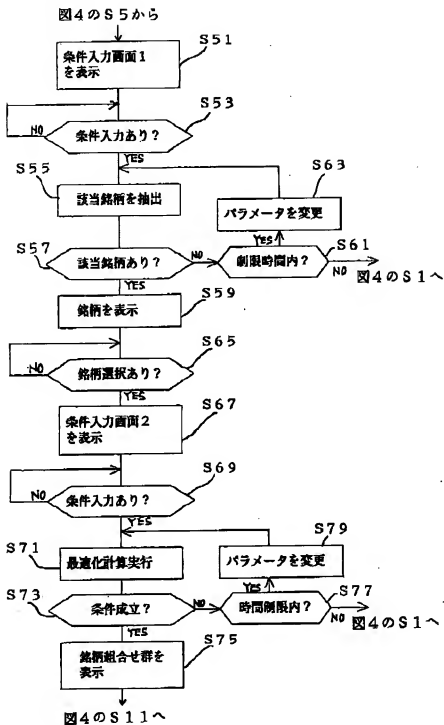 図4のS5から
S51
条件入力画面1
を表示
S53
NO
条件入力あり?
YES
S55
S63
該当銘柄を抽出
パラメータを変更
YES
S61
S57
該当銘柄あり?
NO
制限時間内?
NO
図4のS1へ
YES
S59
銘柄を表示
S65
NO
銘柄選択あり?
YES
S67
条件入力画面2
を表示
S69
NO
条件入力あり?
YES
S79
S71
最適化計算実行
パラメータを変更
YES
S77
S73
条件成立?
NO
時間制限内?
NO
図4のS1へ
YES
S75
銘柄組合せ群を
表示
図4のS11へ